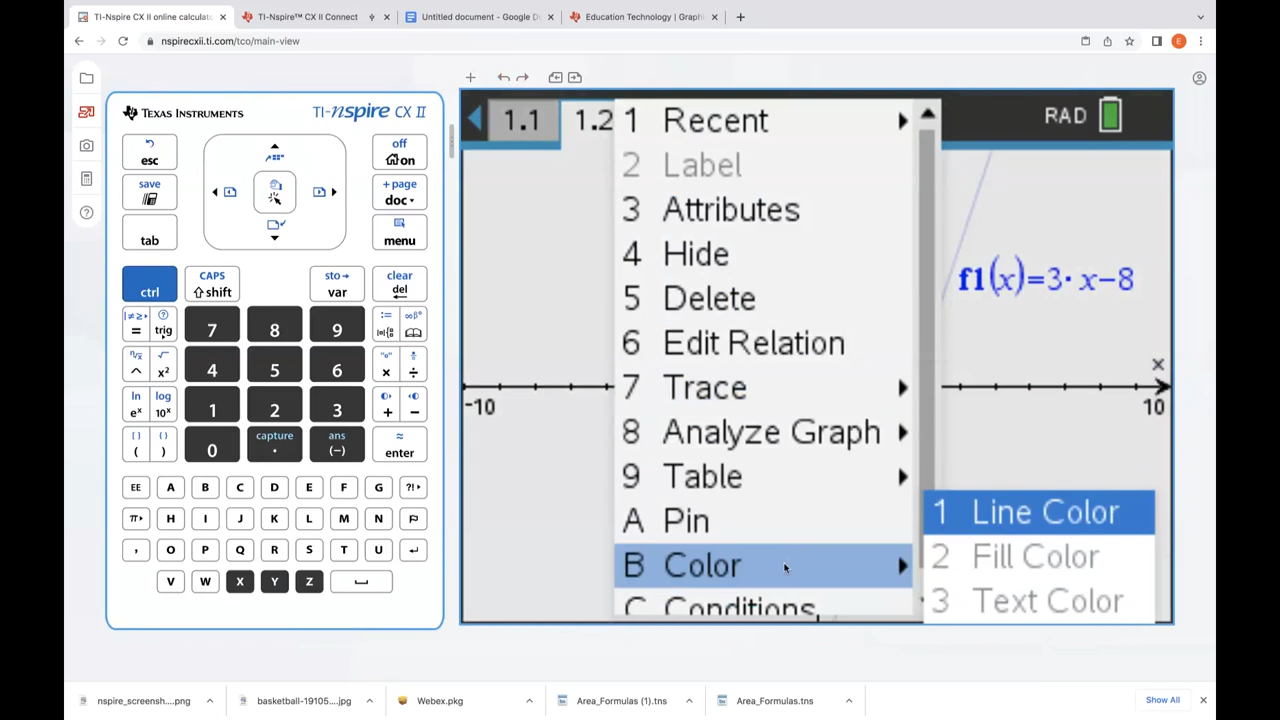 TI-Nspire CX II online calculat
TI-Nspire™ CX II Connect
Untitled document - Google D
Education Technology | Graph
nspirecxii.ti.com/tco/main-view
TEXAS INSTRUMENTS
TI-nspire CX II
esc
off
on
save
+ page
doc
tab
menu
ctrl
CAPS
shift
sto→
var
clear
del
trig
7
8
9
4
5
6
ln
eˣ
log
10ˣ
1
2
3
+
−
0
capture
.
ans
(−)
≈
enter
EE
A
B
C
D
E
F
G
?!▸
π▸
H
I
J
K
L
M
N
,
O
P
Q
R
S
T
U
V
W
X
Y
Z
1.1
1.2
RAD
1 Recent
2 Label
3 Attributes
4 Hide
5 Delete
6 Edit Relation
7 Trace
8 Analyze Graph
9 Table
A Pin
B Color
C Conditions
1 Line Color
2 Fill Color
3 Text Color
f1(x)=3· x−8
x
-10
10
nspire_screensh....png
basketball-19105....jpg
Webex.pkg
Area_Formulas (1).tns
Area_Formulas.tns
Show All